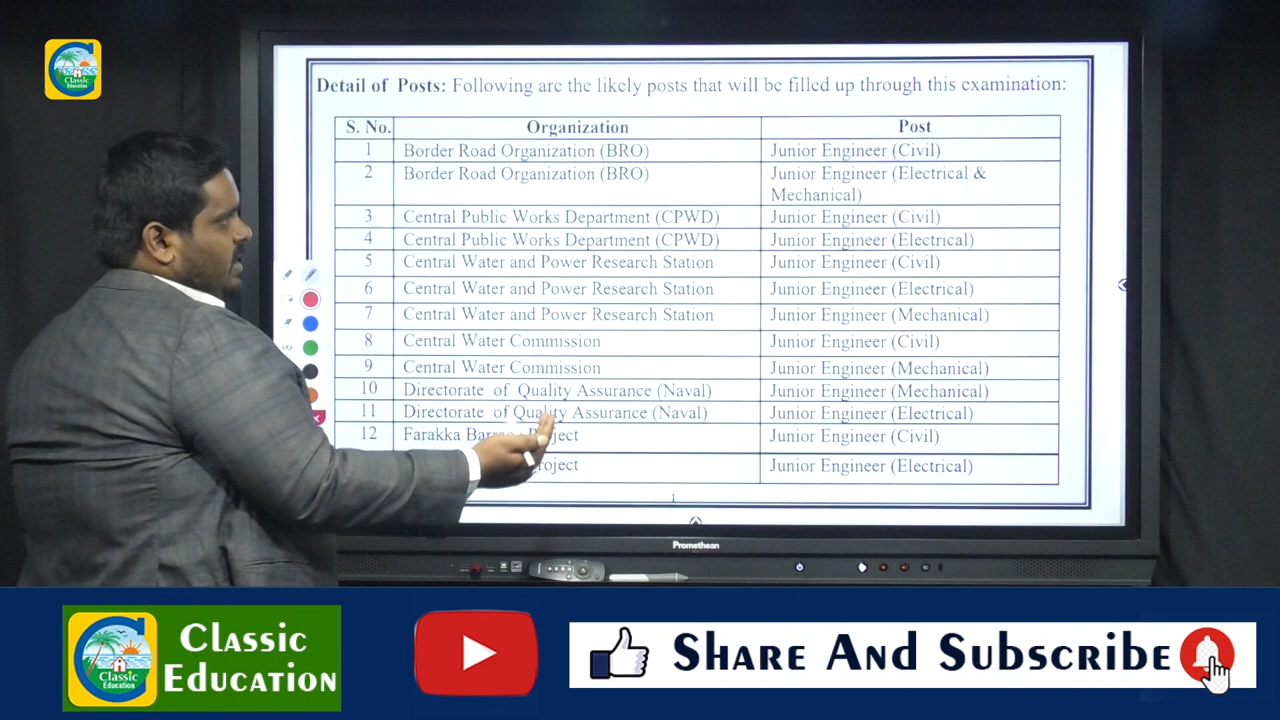 Classic
Education
Detail of Posts: Following are the likely posts that will be filled up through this examination:
S. No. Organization Post
1 Border Road Organization (BRO) Junior Engineer (Civil)
2 Border Road Organization (BRO) Junior Engineer (Electrical &
Mechanical)
3 Central Public Works Department (CPWD) Junior Engineer (Civil)
4 Central Public Works Department (CPWD) Junior Engineer (Electrical)
5 Central Water and Power Research Station Junior Engineer (Civil)
6 Central Water and Power Research Station Junior Engineer (Electrical)
7 Central Water and Power Research Station Junior Engineer (Mechanical)
8 Central Water Commission Junior Engineer (Civil)
9 Central Water Commission Junior Engineer (Mechanical)
10 Directorate of Quality Assurance (Naval) Junior Engineer (Mechanical)
11 Directorate of Quality Assurance (Naval) Junior Engineer (Electrical)
12 Farakka Junior Engineer (Civil)
Project Junior Engineer (Electrical)
1
Promethean
Classic
Education
Classic
Education
Share And Subscribe